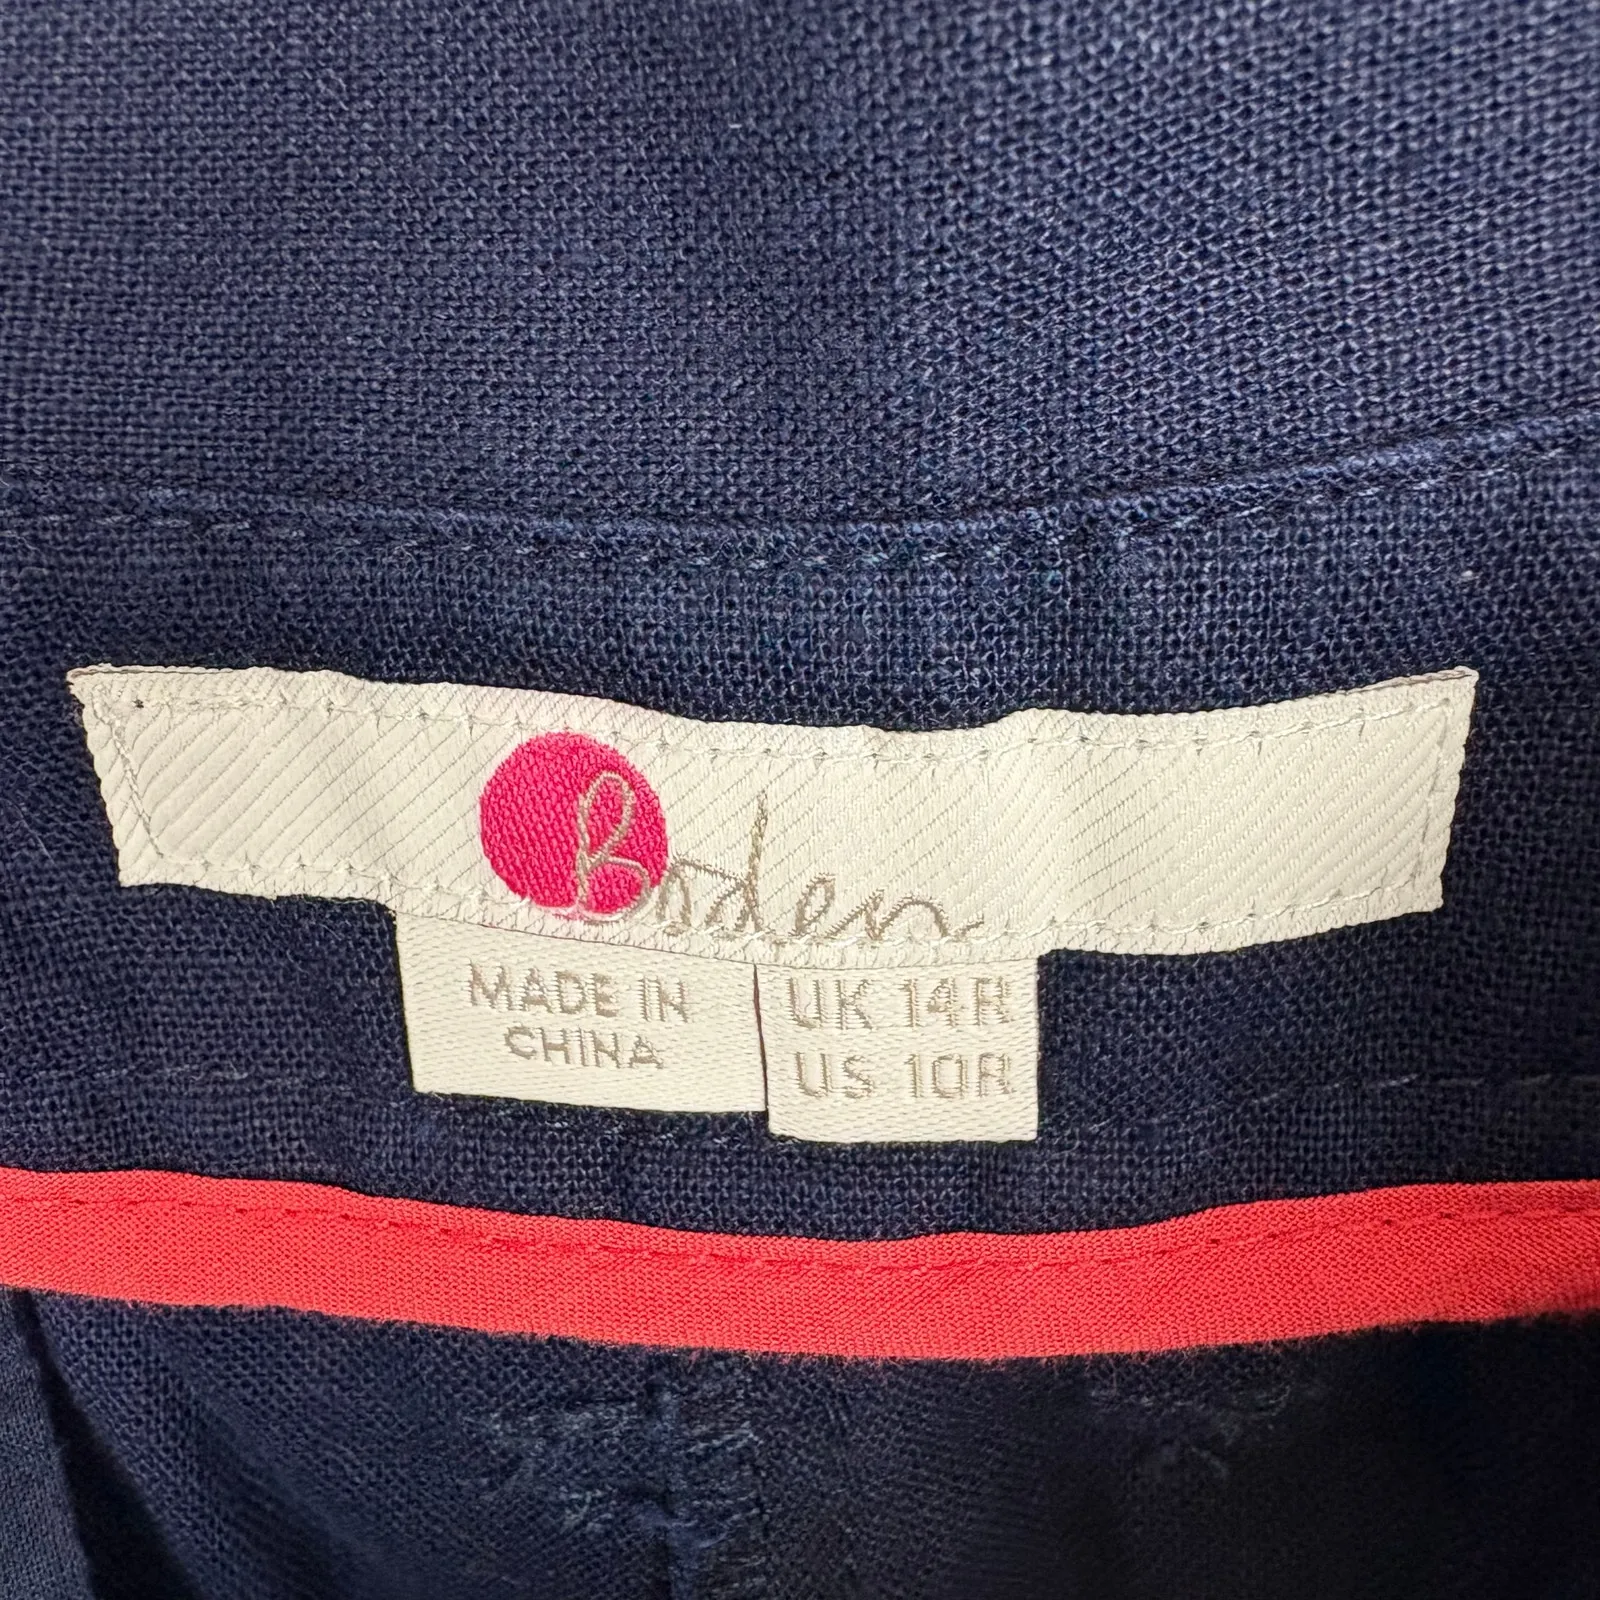 Boden
MADE IN
CHINA
UK 14R
US 10R